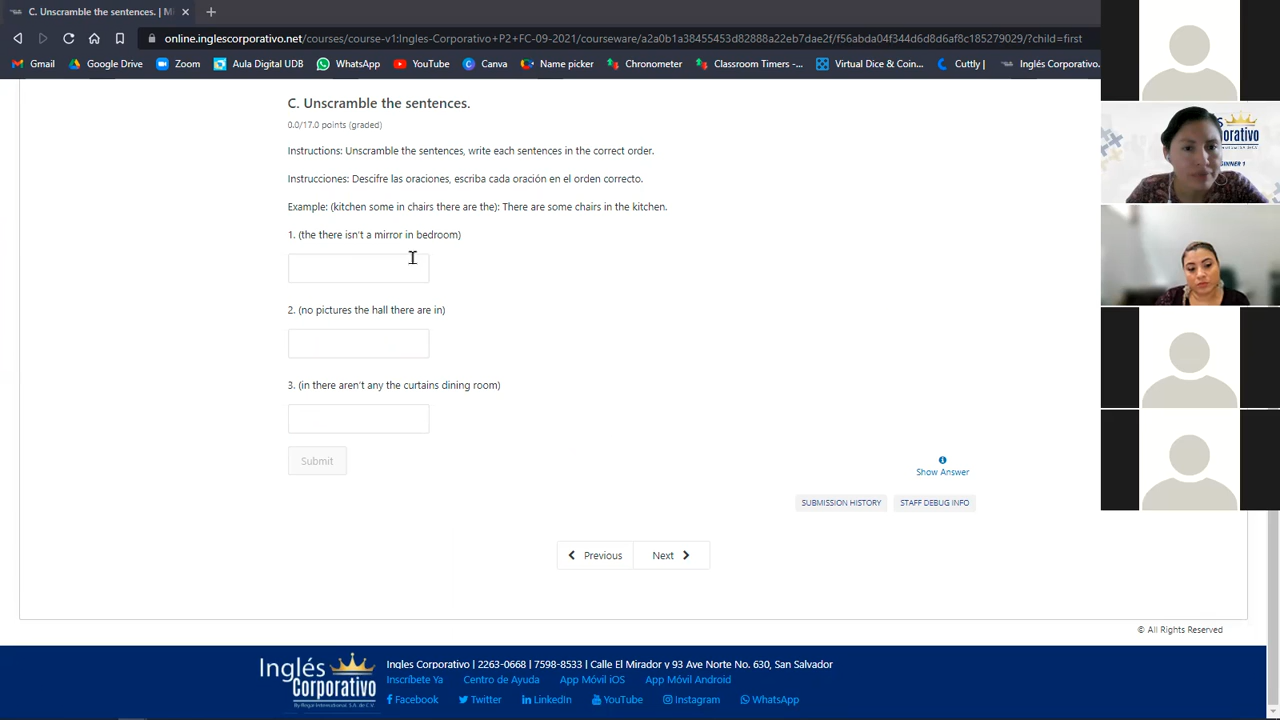 C. Unscramble the sentences. | M
online.inglescorporativo.net/courses/course-v1:Ingles-Corporativo+P2+FC-09-2021/courseware/a2a0b1a38455453d82888a22eb7dae2f/f56abda04f344d6d8d6af8c185279029/?child=first
Gmail Google Drive Zoom Aula Digital UDB WhatsApp YouTube Canva Name picker Chronometer Classroom Timers -... Virtual Dice & Coin... Cuttly | Inglés Corporativo.
C. Unscramble the sentences.
0.0/17.0 points (graded)
Instructions: Unscramble the sentences, write each sentences in the correct order.
Instrucciones: Descifre las oraciones, escriba cada oración en el orden correcto.
Example: (kitchen some in chairs there are the): There are some chairs in the kitchen.
1. (the there isn't a mirror in bedroom)
2. (no pictures the hall there are in)
3. (in there aren't any the curtains dining room)
Submit
Show Answer
SUBMISSION HISTORY STAFF DEBUG INFO
Previous Next
© All Rights Reserved
Inglés Corporativo
By Regal International, S.A. de C.V.
Ingles Corporativo | 2263-0668 | 7598-8533 | Calle El Mirador y 93 Ave Norte No. 630, San Salvador
Inscríbete Ya Centro de Ayuda App Móvil iOS App Móvil Android
Facebook Twitter LinkedIn YouTube Instagram WhatsApp